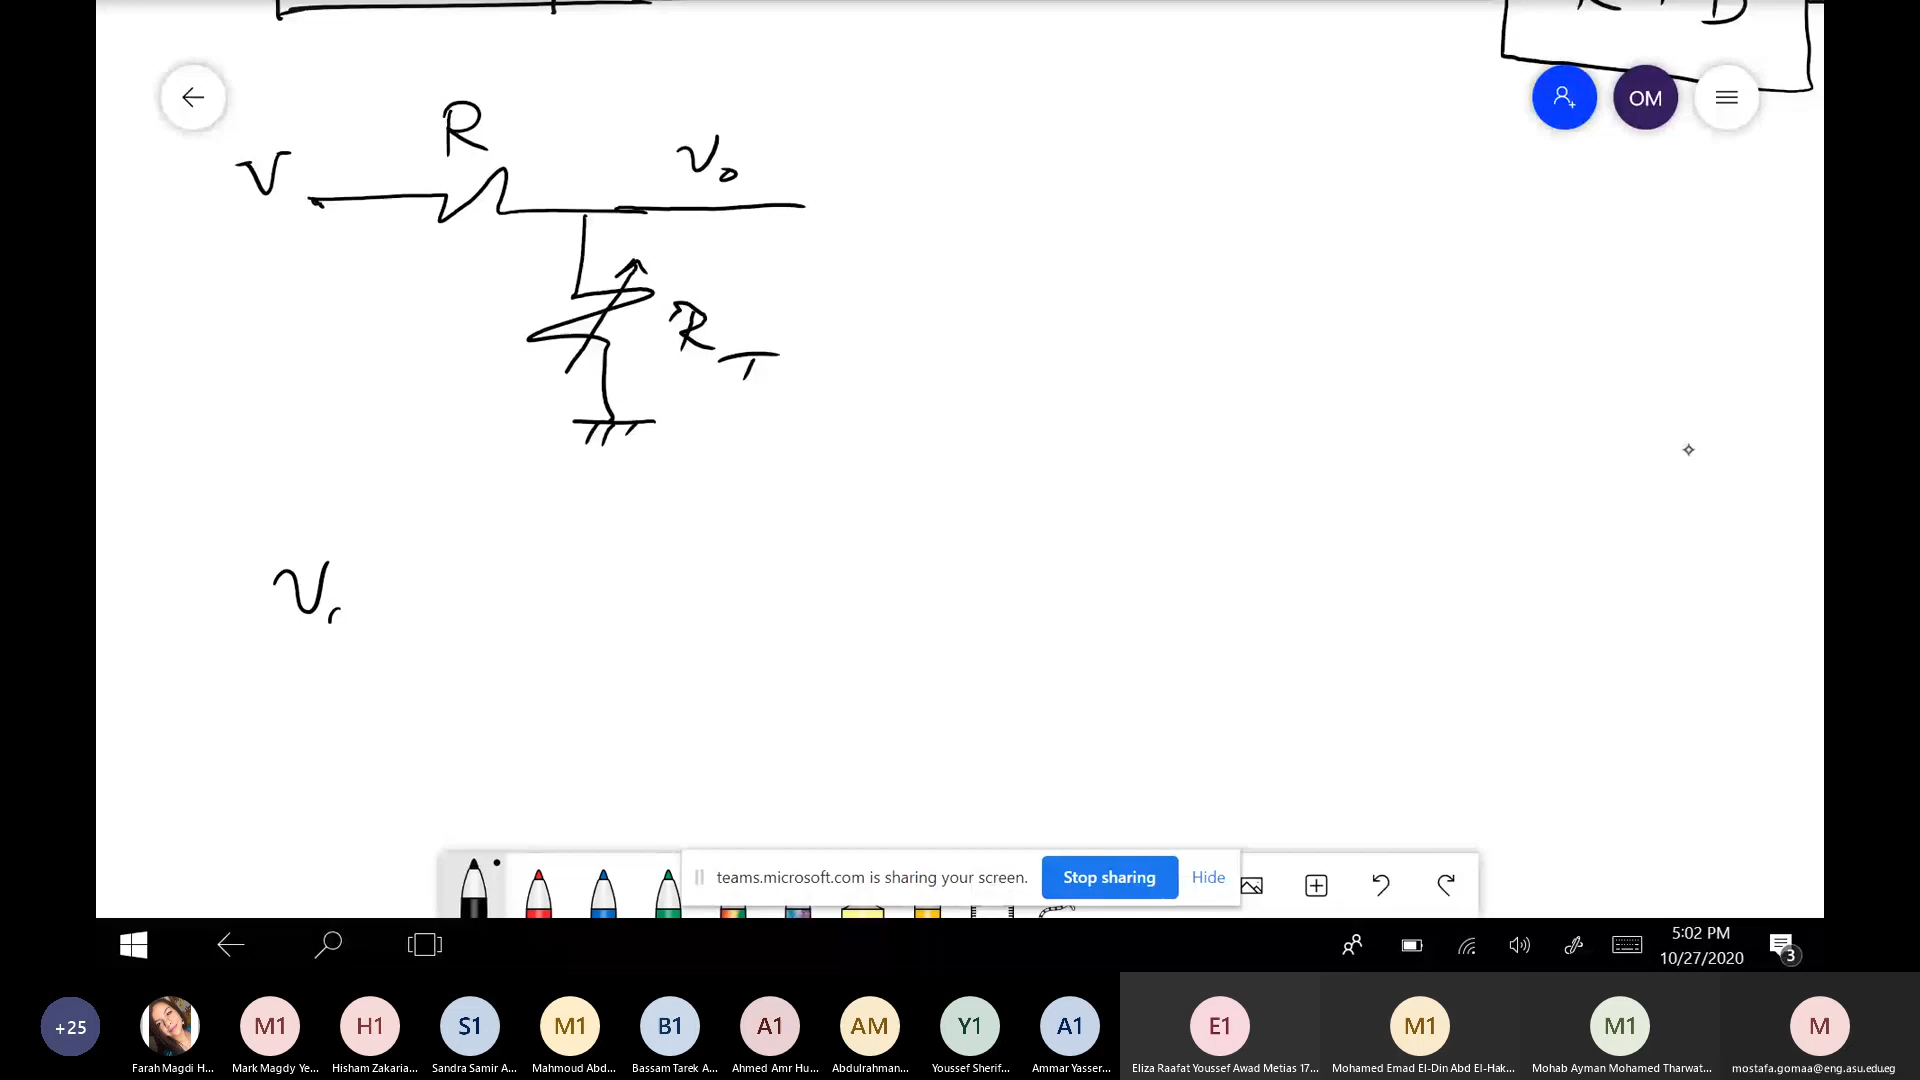 R + D
OM
R
V
V₀
R_T
V
teams.microsoft.com is sharing your screen. Stop sharing Hide
5:02 PM
10/27/2020
3
+25 M1 H1 S1 M1 B1 A1 AM Y1 A1 E1 M1 M1 M
Farah Magdi H... Mark Magdy Ye... Hisham Zakaria... Sandra Samir A... Mahmoud Abd... Bassam Tarek A... Ahmed Amr Hu... Abdulrahman... Youssef Sherif... Ammar Yasser... Eliza Raafat Youssef Awad Metias 17... Mohamed Emad El-Din Abd El-Hak... Mohab Ayman Mohamed Tharwat... mostafa.gomaa@eng.asu.edu.eg